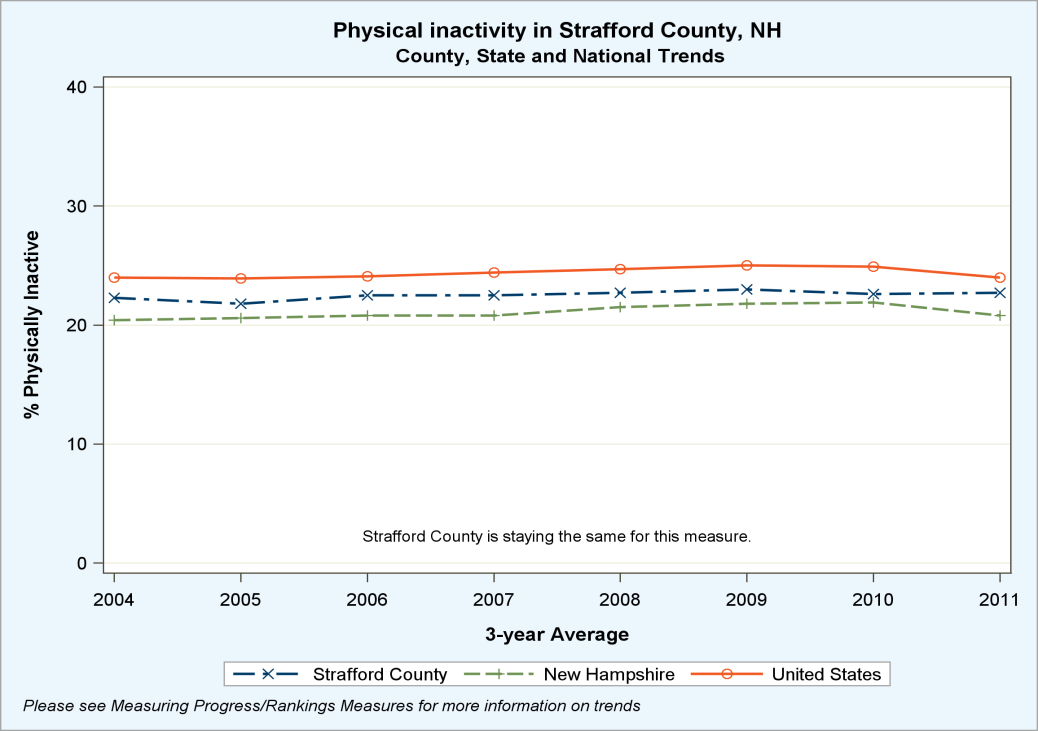 Physical inactivity in Strafford County, NH
County, State and National Trends
% Physically Inactive
40
30
20
10
0
Strafford County is staying the same for this measure.
2004 2005 2006 2007 2008 2009 2010 2011
3-year Average
Strafford County New Hampshire United States
Please see Measuring Progress/Rankings Measures for more information on trends